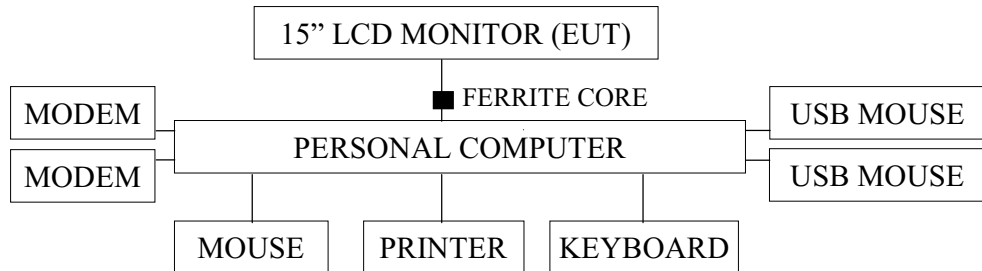 15” LCD MONITOR (EUT)
FERRITE CORE
MODEM
USB MOUSE
PERSONAL COMPUTER
MODEM
USB MOUSE
MOUSE
PRINTER
KEYBOARD